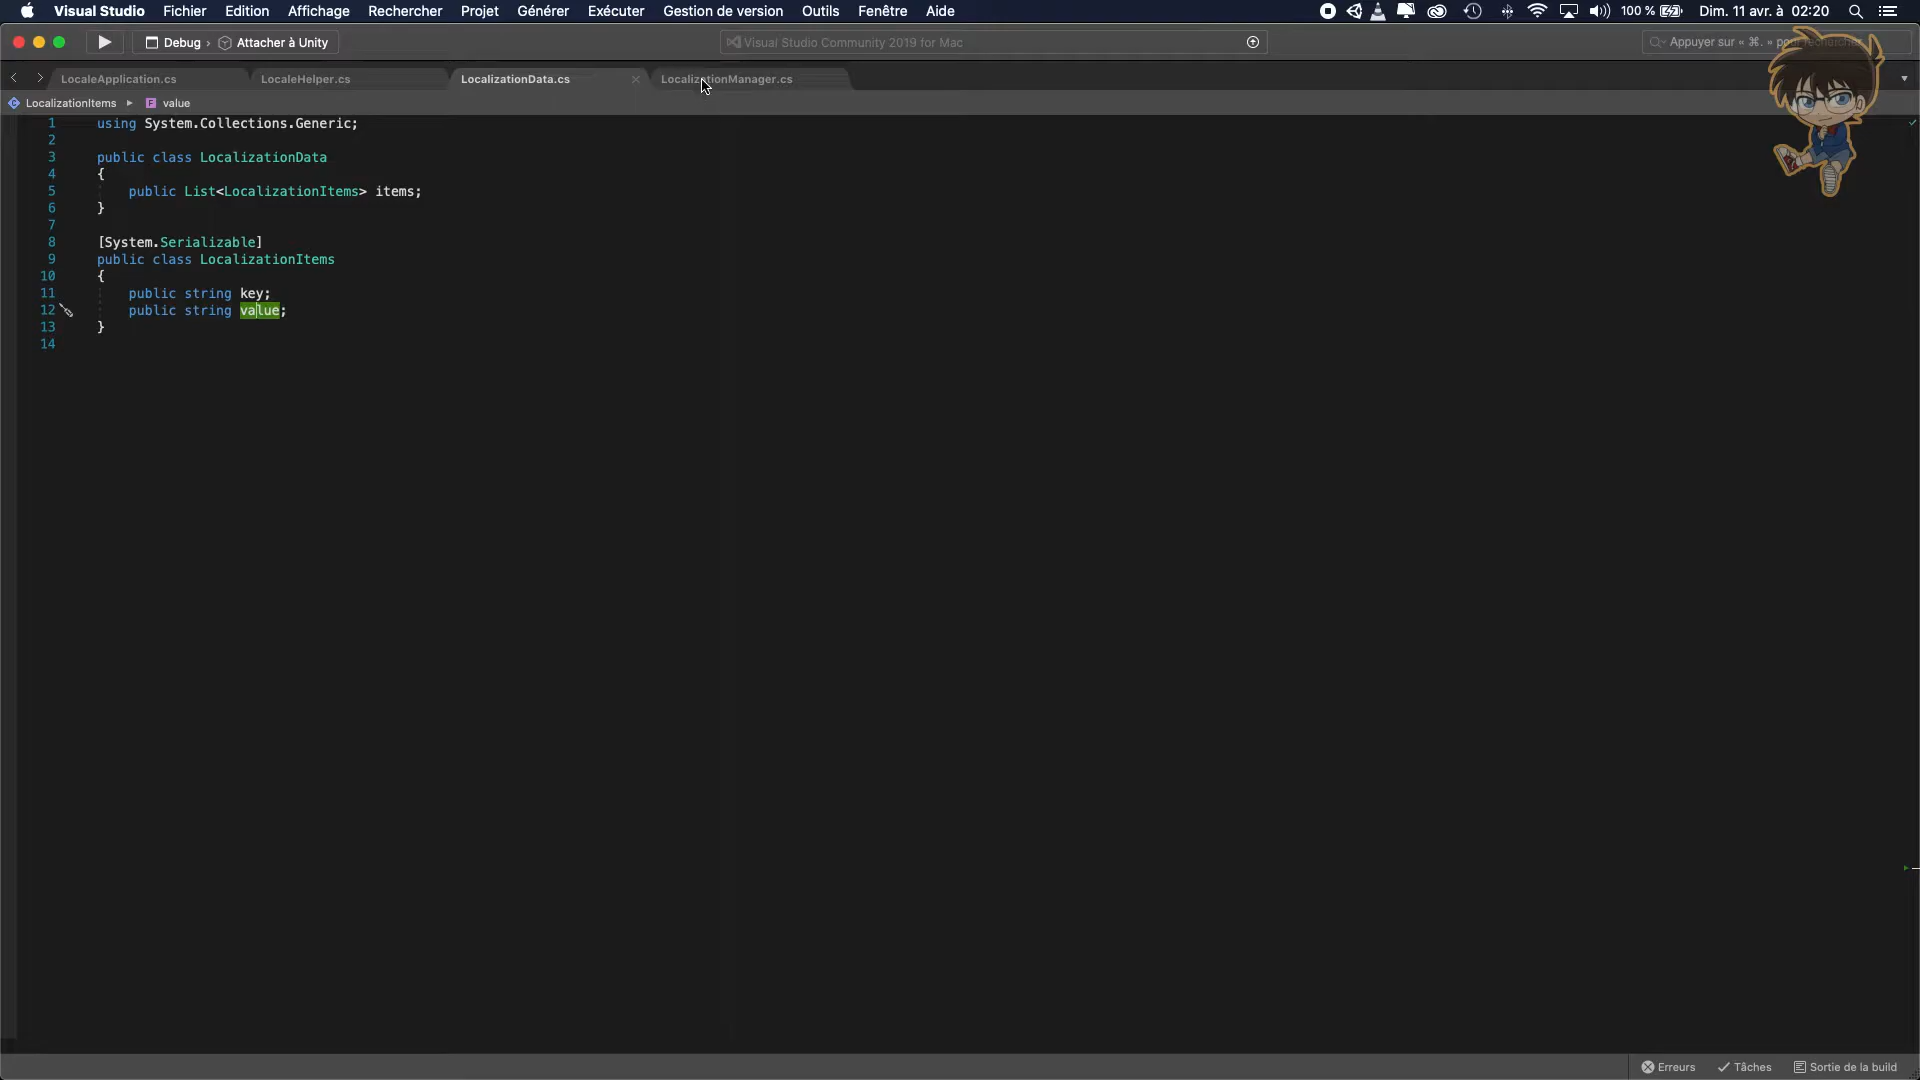 Visual Studio Fichier Edition Affichage Rechercher Projet Générer Exécuter Gestion de version Outils Fenêtre Aide 100 % Dim. 11 avr. à 02:20
Debug › Attacher à Unity Visual Studio Community 2019 for Mac Appuyer sur « ⌘. » pour rechercher
LocaleApplication.cs LocaleHelper.cs LocalizationData.cs LocalizationManager.cs
LocalizationItems ▸ F value
1 using System.Collections.Generic;
2
3 public class LocalizationData
4 {
5 public List<LocalizationItems> items;
6 }
7
8 [System.Serializable]
9 public class LocalizationItems
10 {
11 public string key;
12 public string value;
13 }
14
Erreurs Tâches Sortie de la build